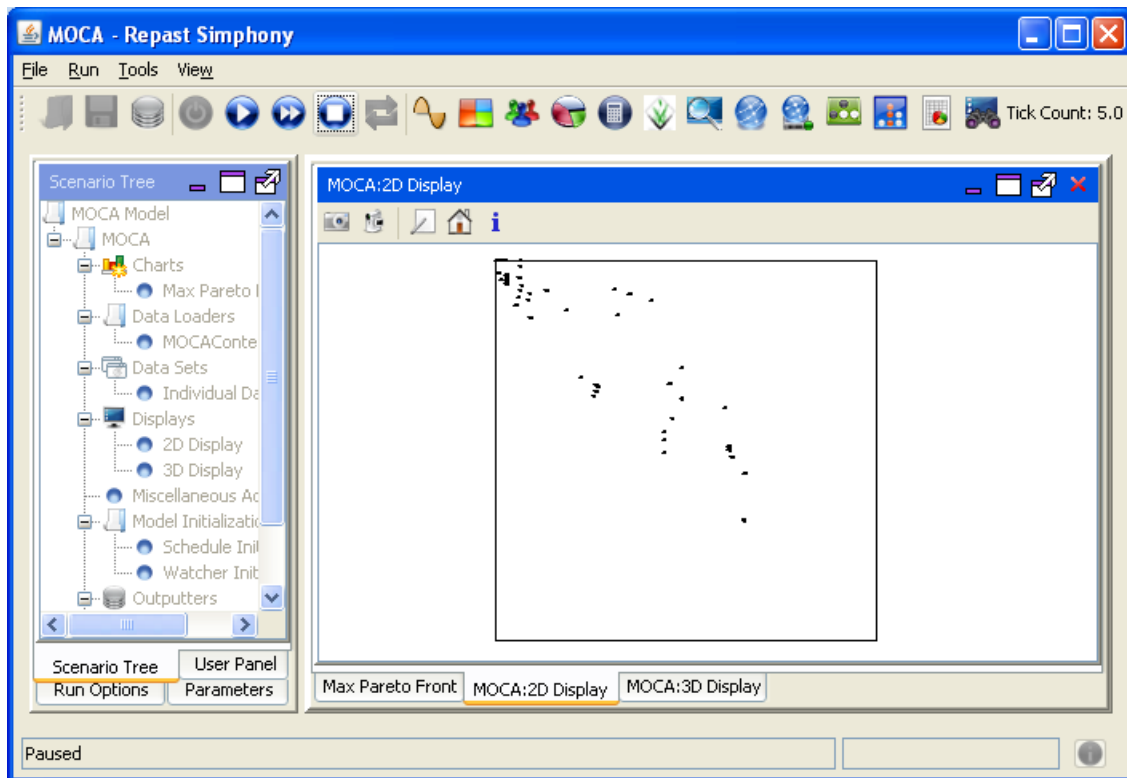 MOCA - Repast Simphony
File Run Tools View
Tick Count: 5.0
Scenario Tree
MOCA Model
MOCA
Charts
Max Pareto
Data Loaders
MOCAConte
Data Sets
Individual Da
Displays
2D Display
3D Display
Miscellaneous Ac
Model Initializatio
Schedule Init
Watcher Init
Outputters
Scenario Tree User Panel
Run Options Parameters
MOCA:2D Display
i
Max Pareto Front MOCA:2D Display MOCA:3D Display
Paused